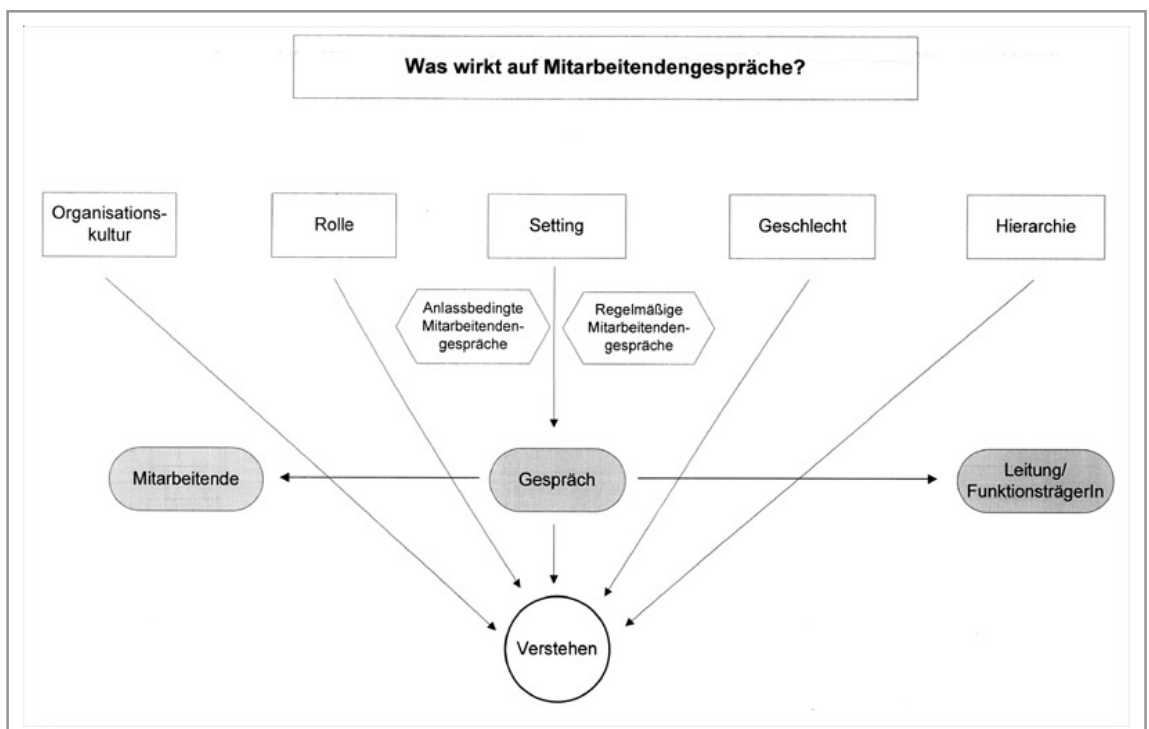 Was wirkt auf Mitarbeitendengespräche?
Organisations-
kultur
Rolle
Setting
Geschlecht
Hierarchie
Anlassbedingte
Mitarbeitenden-
gespräche
Regelmäßige
Mitarbeitenden-
gespräche
Mitarbeitende
Gespräch
Leitung/
FunktionsträgerIn
Verstehen